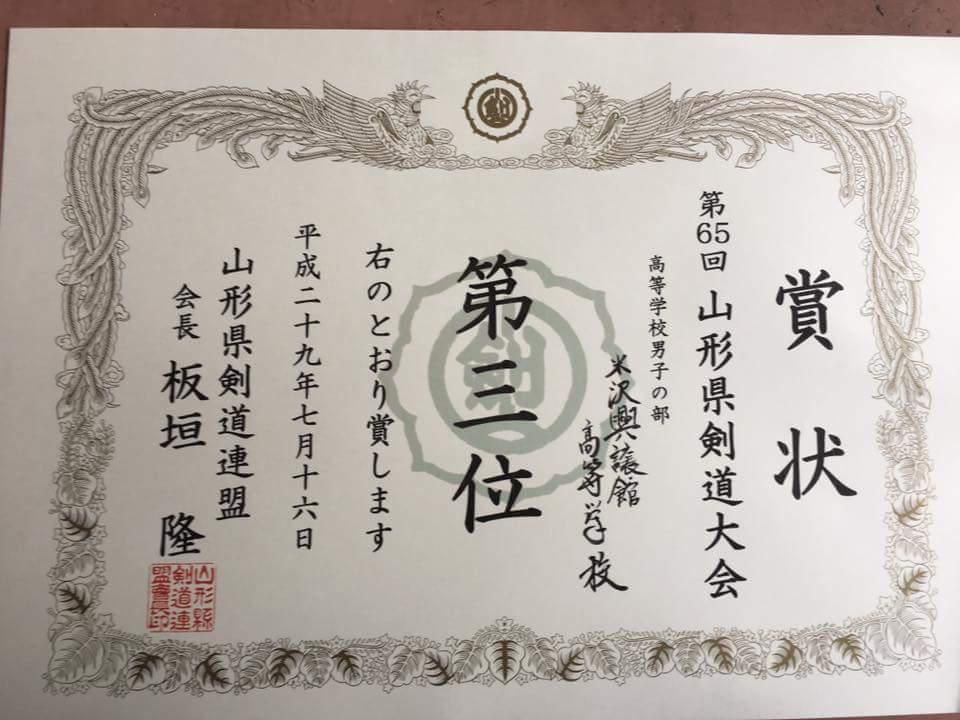 賞状
第65回 山形県剣道大会
高等学校男子の部
米沢興譲館
高等学校
第三位
右のとおり賞します
平成二十九年七月十六日
山形県剣道連盟
会長 板垣 隆
山形縣
剣道連
盟會長印
剣
剣